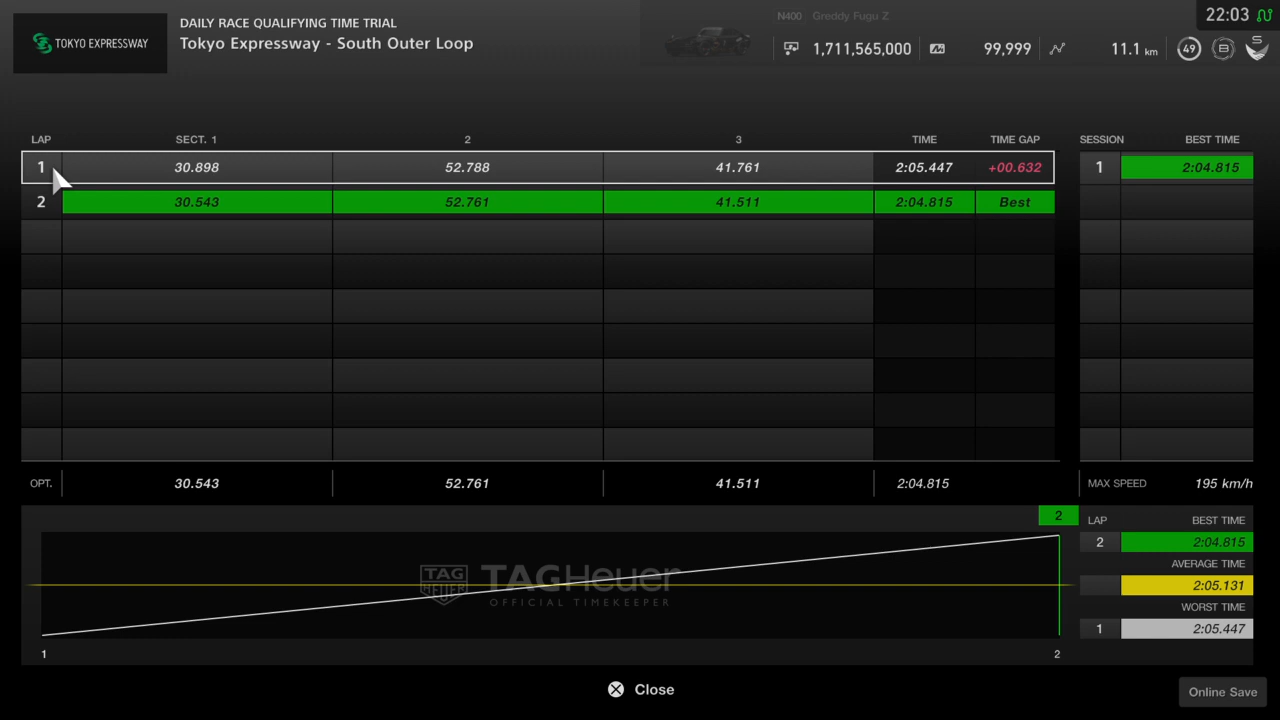 TOKYO EXPRESSWAY
DAILY RACE QUALIFYING TIME TRIAL
Tokyo Expressway - South Outer Loop
N400 Greddy Fugu Z
22:03
1,711,565,000 99,999 11.1 km 49 B S
LAP SECT. 1 2 3 TIME TIME GAP SESSION BEST TIME
1 30.898 52.788 41.761 2:05.447 +00.632 1 2:04.815
2 30.543 52.761 41.511 2:04.815 Best
OPT. 30.543 52.761 41.511 2:04.815 MAX SPEED 195 km/h
2
LAP BEST TIME
2 2:04.815
AVERAGE TIME
2:05.131
WORST TIME
1 2:05.447
TAG HEUER TAGHeuer
OFFICIAL TIMEKEEPER
1 2
Close
Online Save